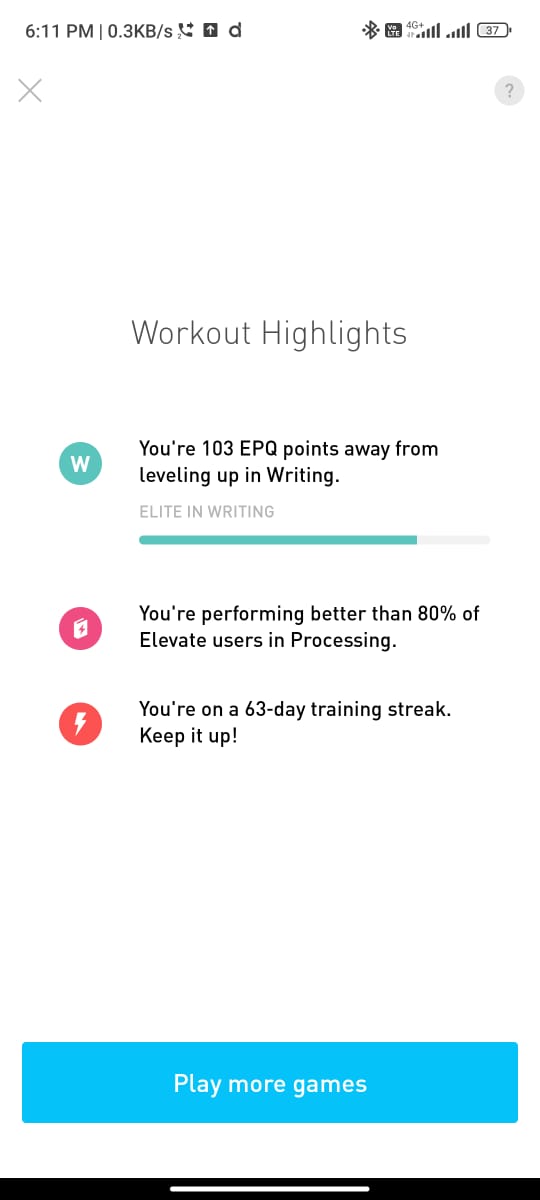 6:11 PM | 0.3KB/s d Vo LTE 4G+ 37
?
Workout Highlights
W
You're 103 EPQ points away from
leveling up in Writing.
ELITE IN WRITING
You're performing better than 80% of
Elevate users in Processing.
You're on a 63-day training streak.
Keep it up!
Play more games